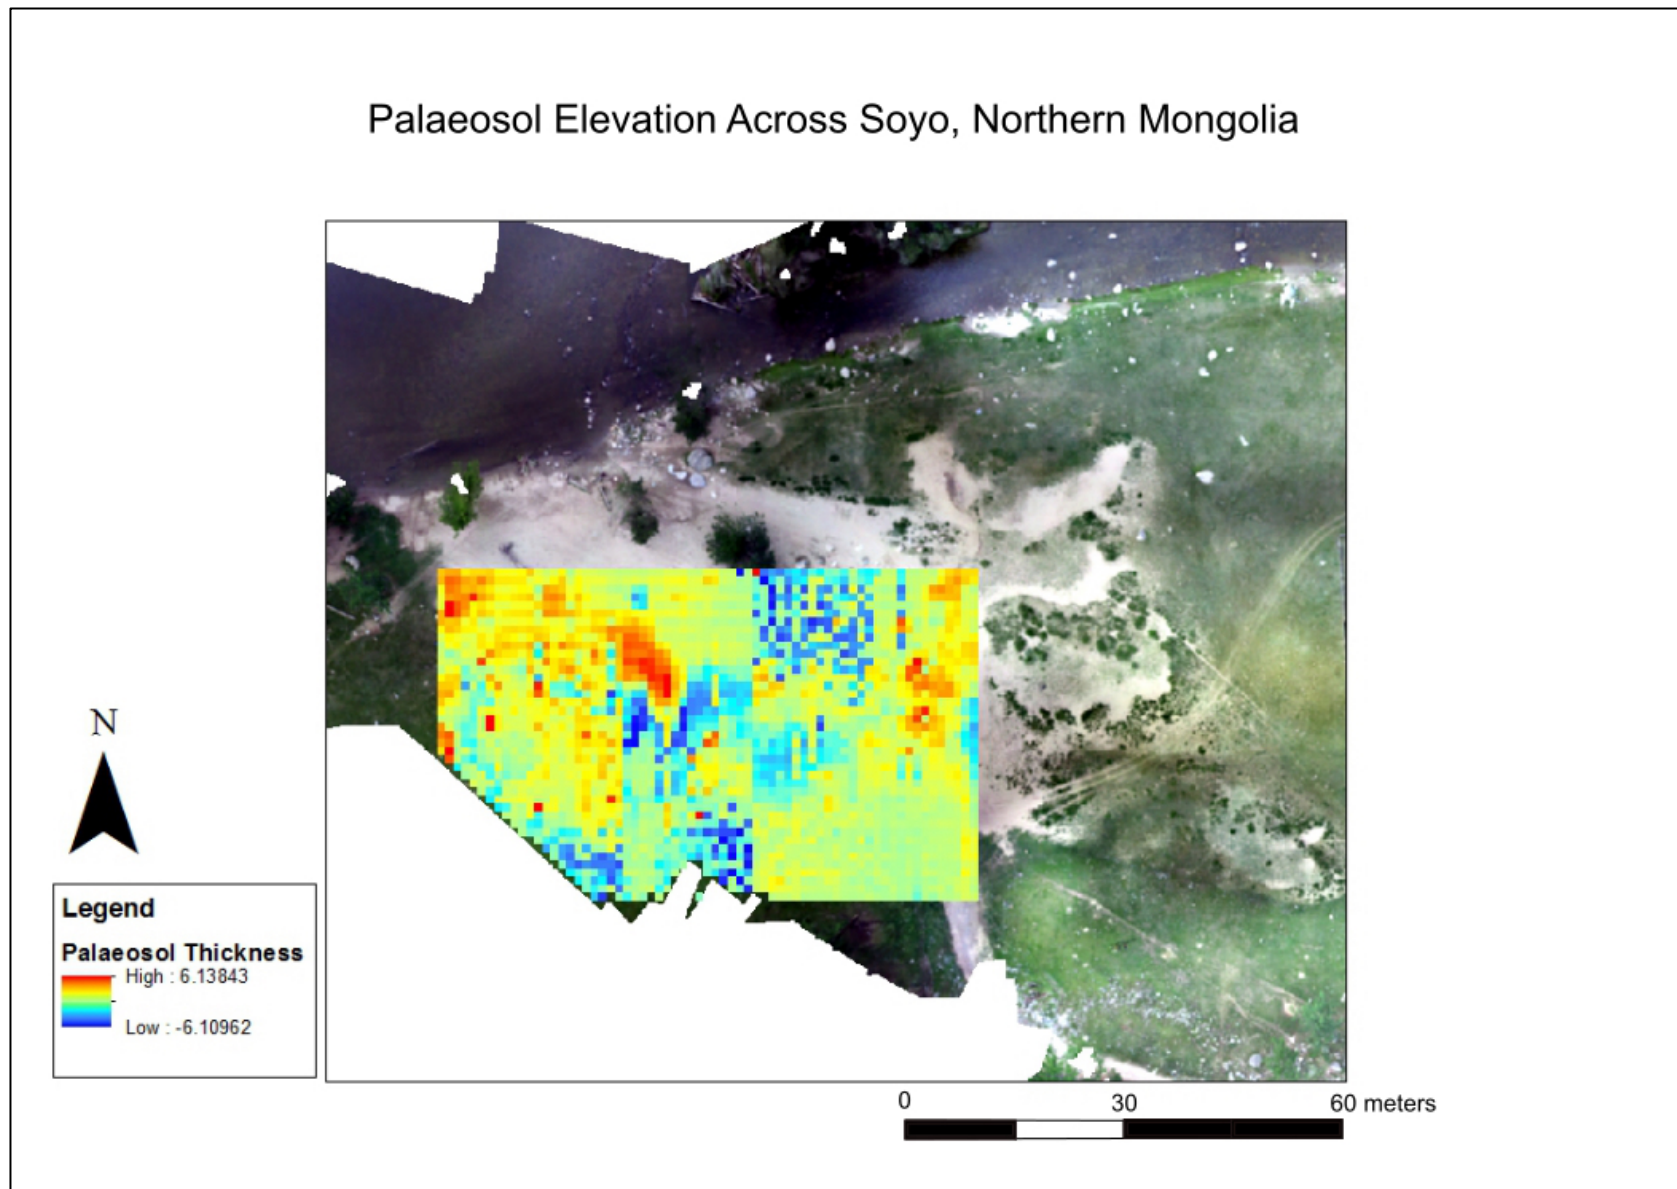 Palaeosol Elevation Across Soyo, Northern Mongolia
N
Legend
Palaeosol Thickness
High : 6.13843
Low : -6.10962
0 30 60 meters